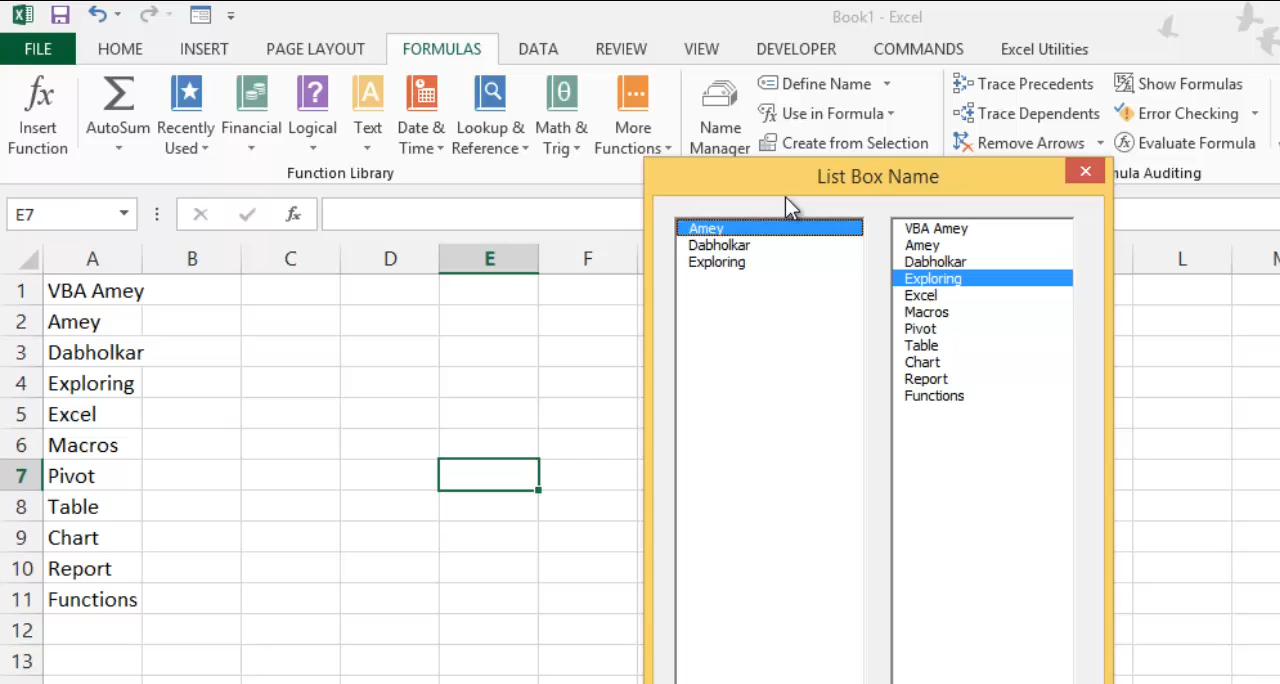 Book1 - Excel
FILE HOME INSERT PAGE LAYOUT FORMULAS DATA REVIEW VIEW DEVELOPER COMMANDS Excel Utilities
fx Σ ? A θ
Insert Function
AutoSum
Recently Used
Financial
Logical
Text
Date & Time
Lookup & Reference
Math & Trig
More Functions
Name Manager
Define Name
Use in Formula
Create from Selection
Trace Precedents
Trace Dependents
Remove Arrows
Show Formulas
Error Checking
Evaluate Formula
Function Library
mula Auditing
E7 fx
A B C D E F L
1 VBA Amey
2 Amey
3 Dabholkar
4 Exploring
5 Excel
6 Macros
7 Pivot
8 Table
9 Chart
10 Report
11 Functions
12
13
List Box Name
Amey
Dabholkar
Exploring
VBA Amey
Amey
Dabholkar
Exploring
Excel
Macros
Pivot
Table
Chart
Report
Functions